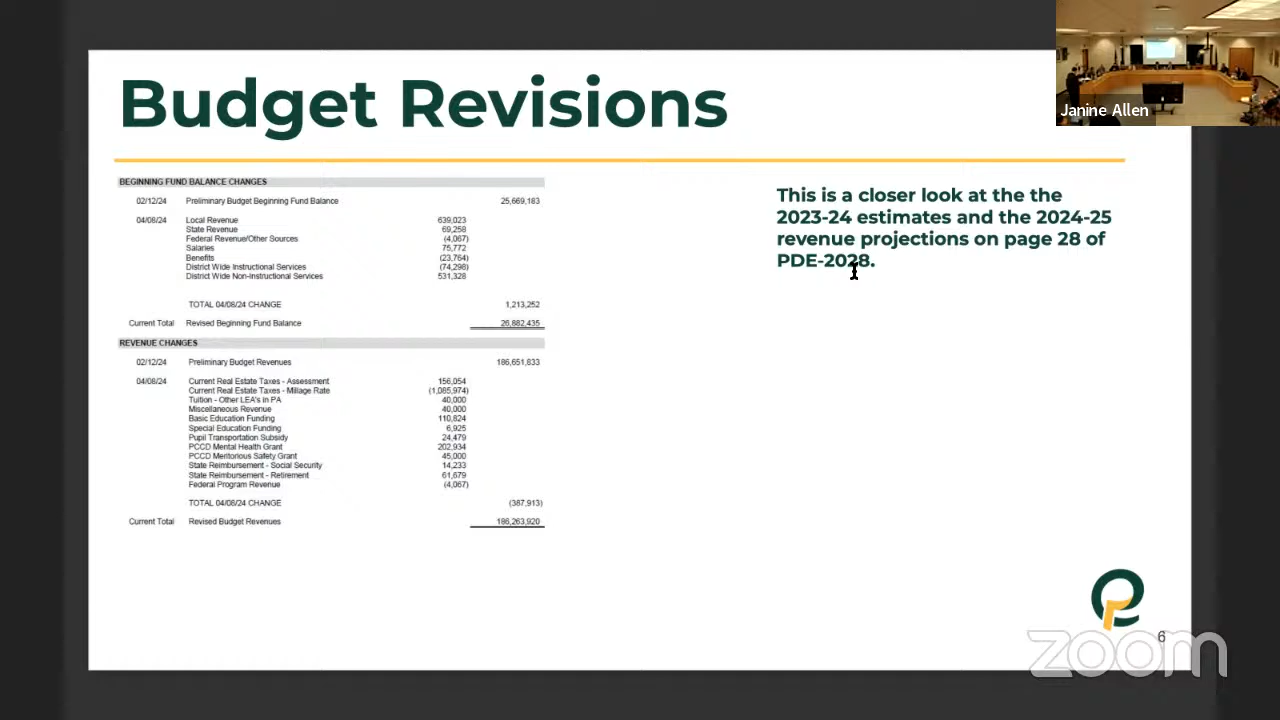 Budget Revisions
Janine Allen
BEGINNING FUND BALANCE CHANGES
02/12/24 Preliminary Budget Beginning Fund Balance 25,669,183
04/08/24 Local Revenue 639,023
State Revenue 69,258
Federal Revenue/Other Sources (4,067)
Salaries 75,772
Benefits (23,764)
District Wide Instructional Services (74,298)
District Wide Non-Instructional Services 531,328
TOTAL 04/08/24 CHANGE 1,213,252
Current Total Revised Beginning Fund Balance 26,882,435
REVENUE CHANGES
02/12/24 Preliminary Budget Revenues 186,651,833
04/08/24 Current Real Estate Taxes - Assessment 156,054
Current Real Estate Taxes - Millage Rate (1,085,974)
Tuition - Other LEA's in PA 40,000
Miscellaneous Revenue 40,000
Basic Education Funding 110,824
Special Education Funding 6,925
Pupil Transportation Subsidy 24,479
PCCD Mental Health Grant 202,934
PCCD Meritorious Safety Grant 45,000
State Reimbursement - Social Security 14,233
State Reimbursement - Retirement 61,679
Federal Program Revenue (4,067)
TOTAL 04/08/24 CHANGE (387,913)
Current Total Revised Budget Revenues 186,263,920
This is a closer look at the the
2023-24 estimates and the 2024-25
revenue projections on page 28 of
PDE-2028.
6
zoom